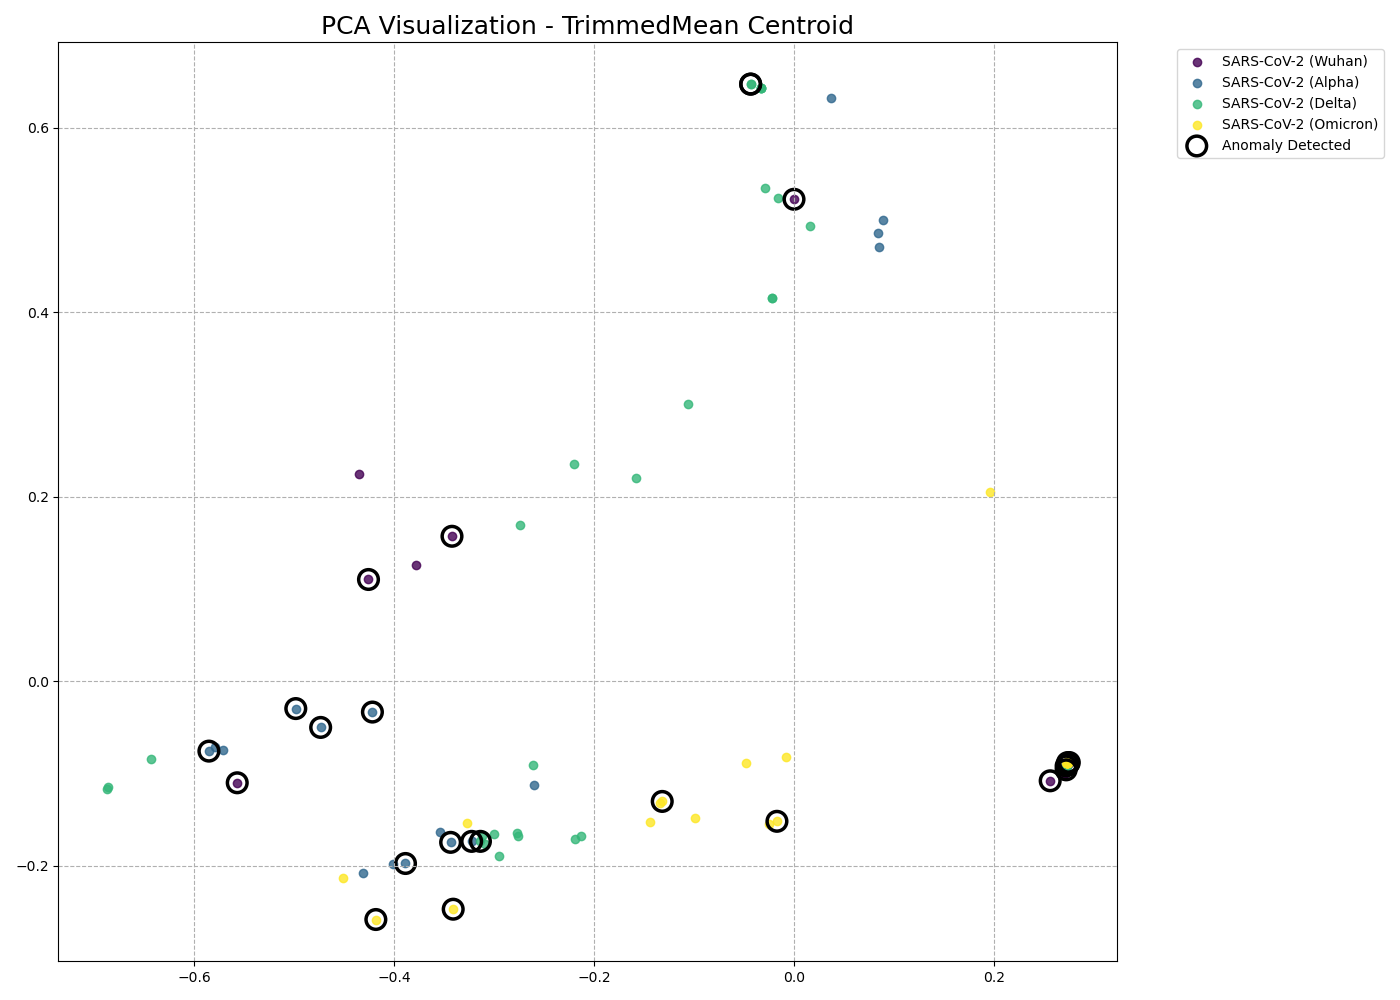 PCA Visualization - TrimmedMean Centroid
SARS-CoV-2 (Wuhan)
SARS-CoV-2 (Alpha)
SARS-CoV-2 (Delta)
SARS-CoV-2 (Omicron)
Anomaly Detected
0.6
0.4
0.2
0.0
−0.2
−0.6 −0.4 −0.2 0.0 0.2